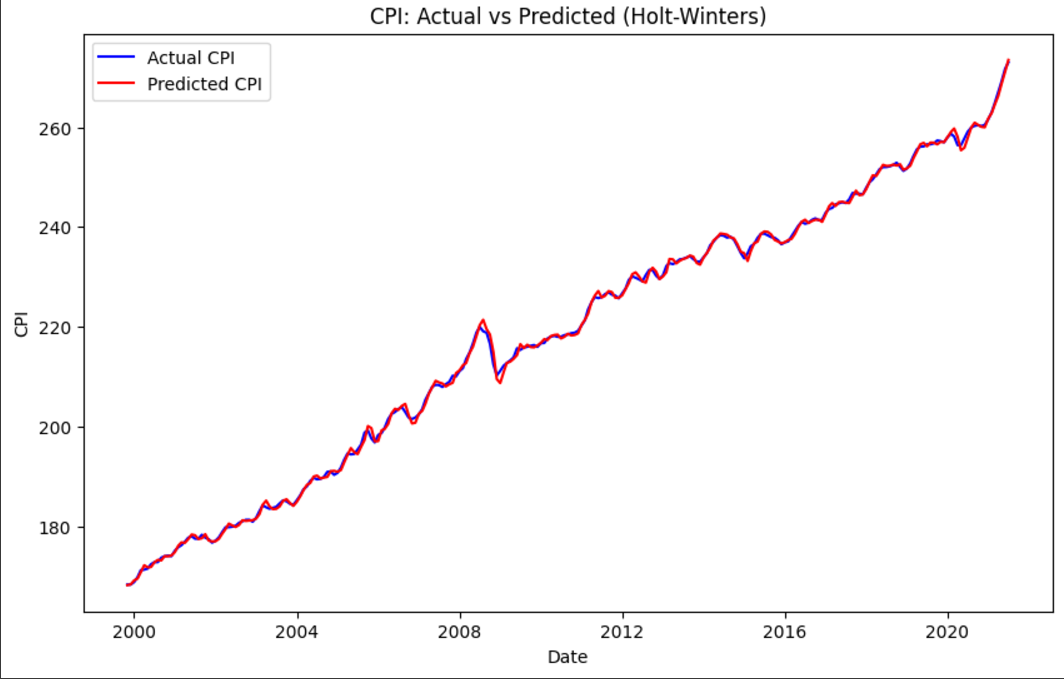 CPI: Actual vs Predicted (Holt-Winters)
Actual CPI
Predicted CPI
CPI
260
240
220
200
180
2000 2004 2008 2012 2016 2020
Date